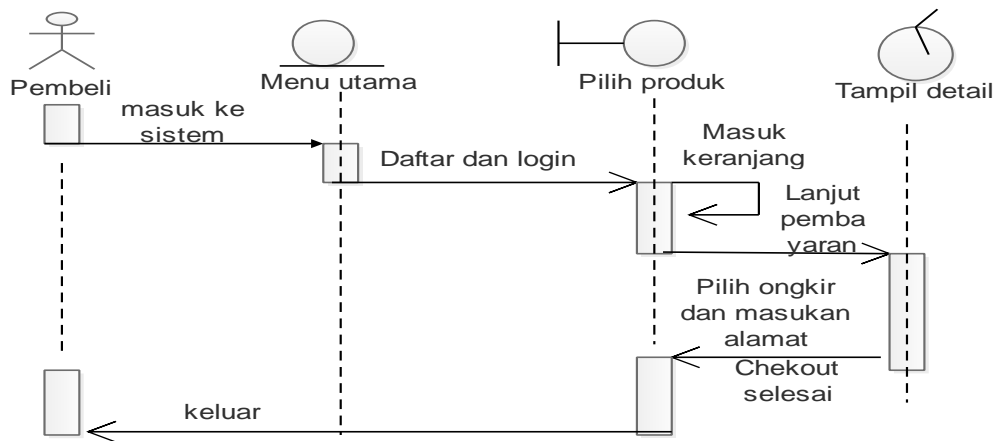 Pembeli
Menu utama
Pilih produk
Tampil detail
masuk ke
sistem
Daftar dan login
Masuk
keranjang
Lanjut
pemba
yaran
Pilih ongkir
dan masukan
alamat
Chekout
selesai
keluar